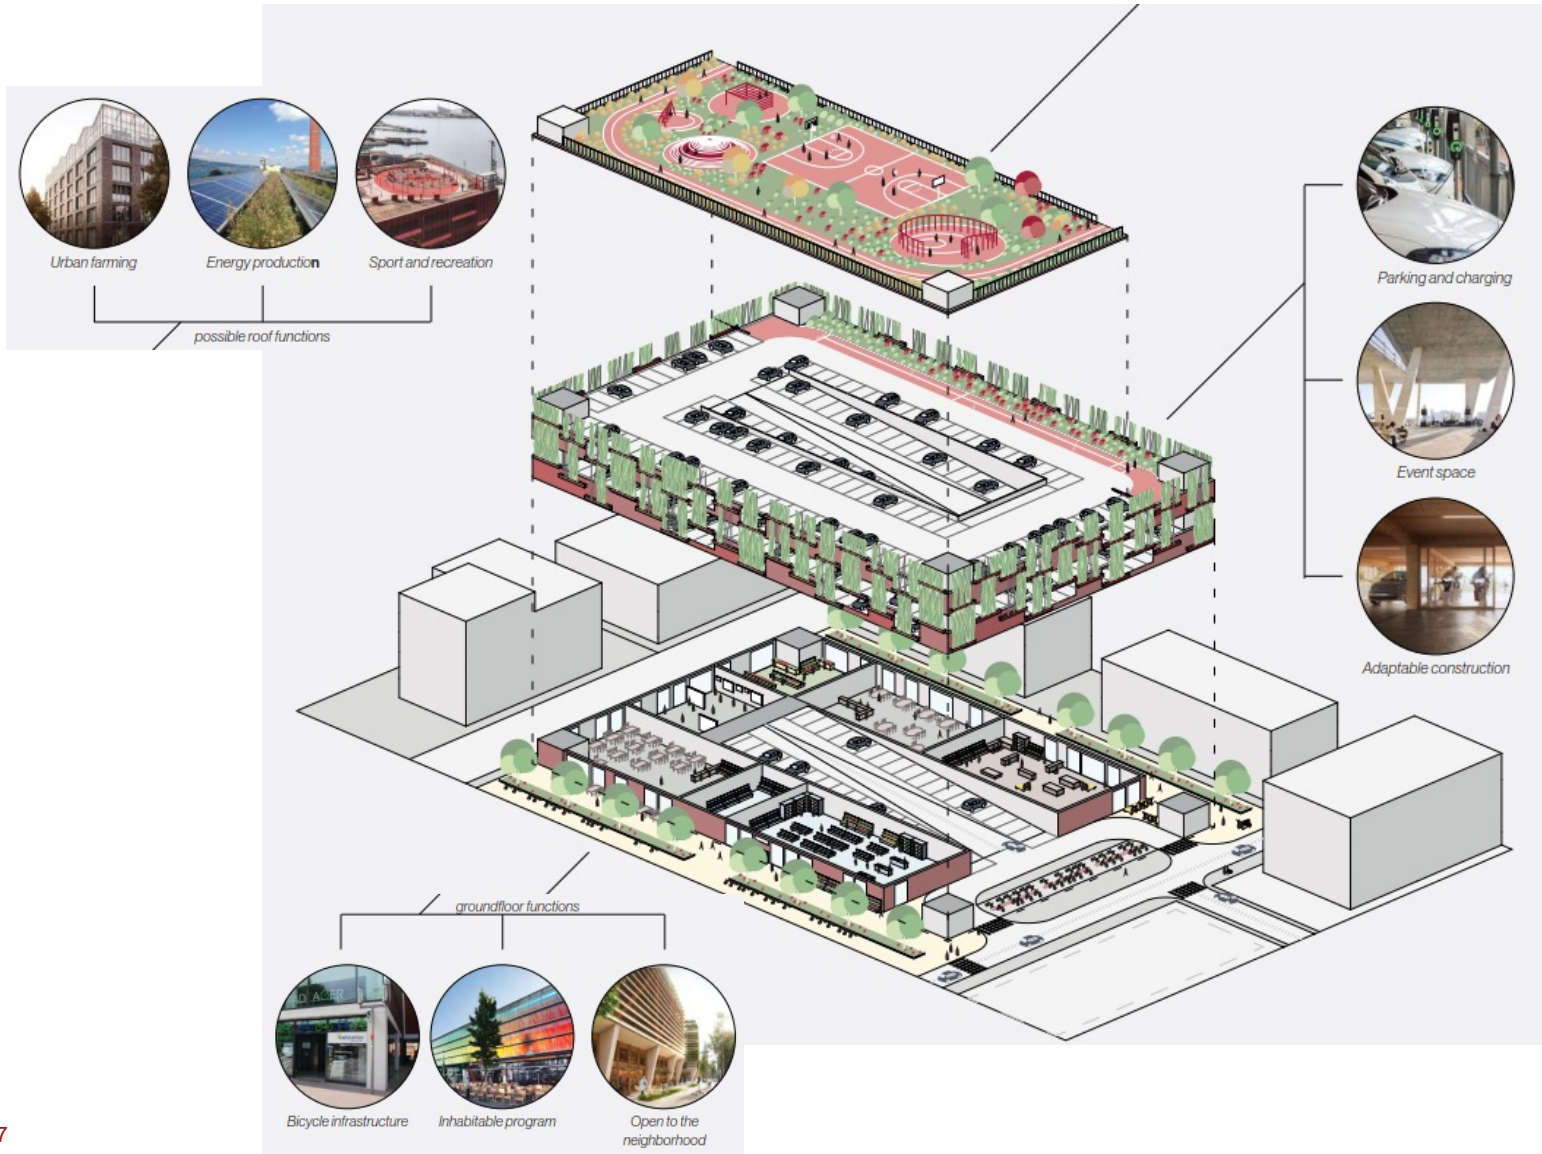 Urban farming
Energy production
Sport and recreation
possible roof functions
Parking and charging
Event space
Adaptable construction
groundfloor functions
Bicycle infrastructure
Inhabitable program
Open to the
neighborhood
7